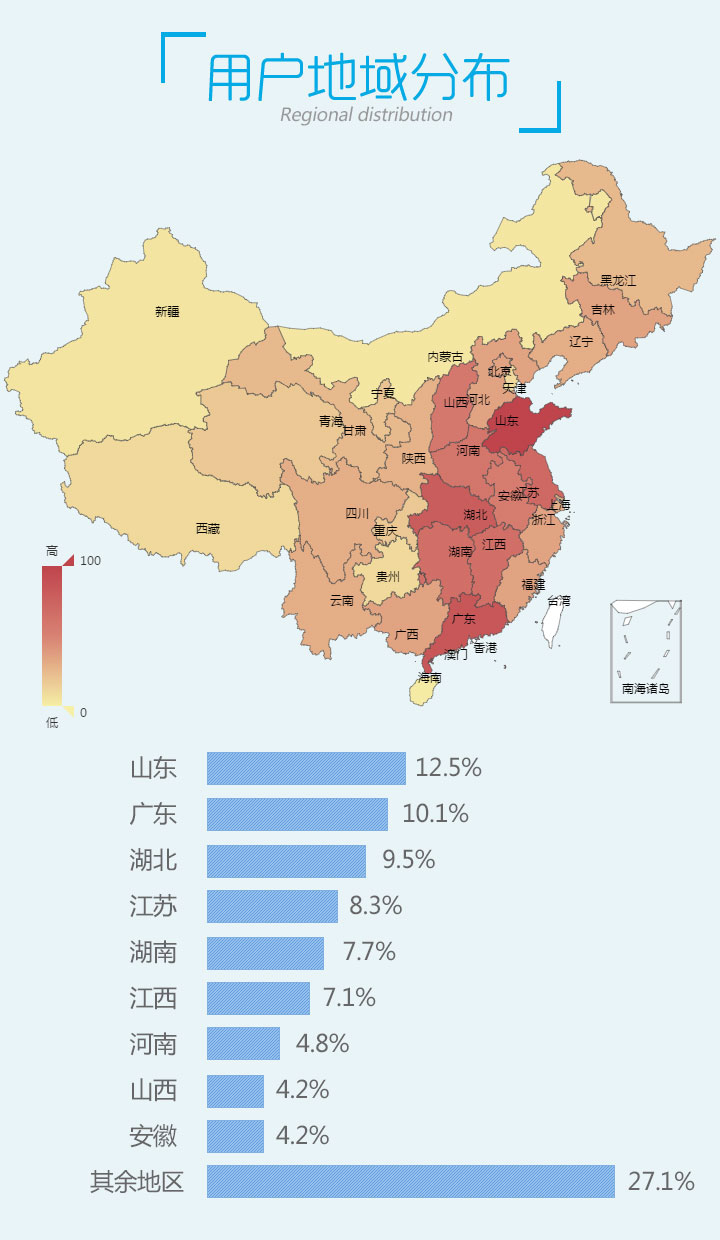 用户地域分布
Regional distribution
黑龙江
吉林
新疆
辽宁
内蒙古
北京
天津
宁夏
河北
山西
青海
山东
甘肃
河南
陕西
安徽
江苏
上海
四川
湖北
浙江
西藏
重庆
江西
湖南
高
100
贵州
福建
云南
台湾
广东
广西
香港
澳门
海南
南海诸岛
0
低
山东 12.5%
广东 10.1%
湖北 9.5%
江苏 8.3%
湖南 7.7%
江西 7.1%
河南 4.8%
山西 4.2%
安徽 4.2%
其余地区 27.1%